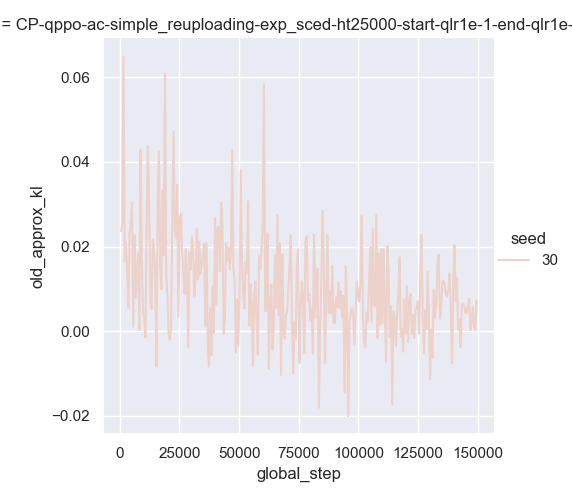 = CP-qppo-ac-simple_reuploading-exp_sced-ht25000-start-qlr1e-1-end-qlr1e-
0.06
0.04
0.02
0.00
−0.02
old_approx_kl
0 25000 50000 75000 100000 125000 150000
global_step
seed
30